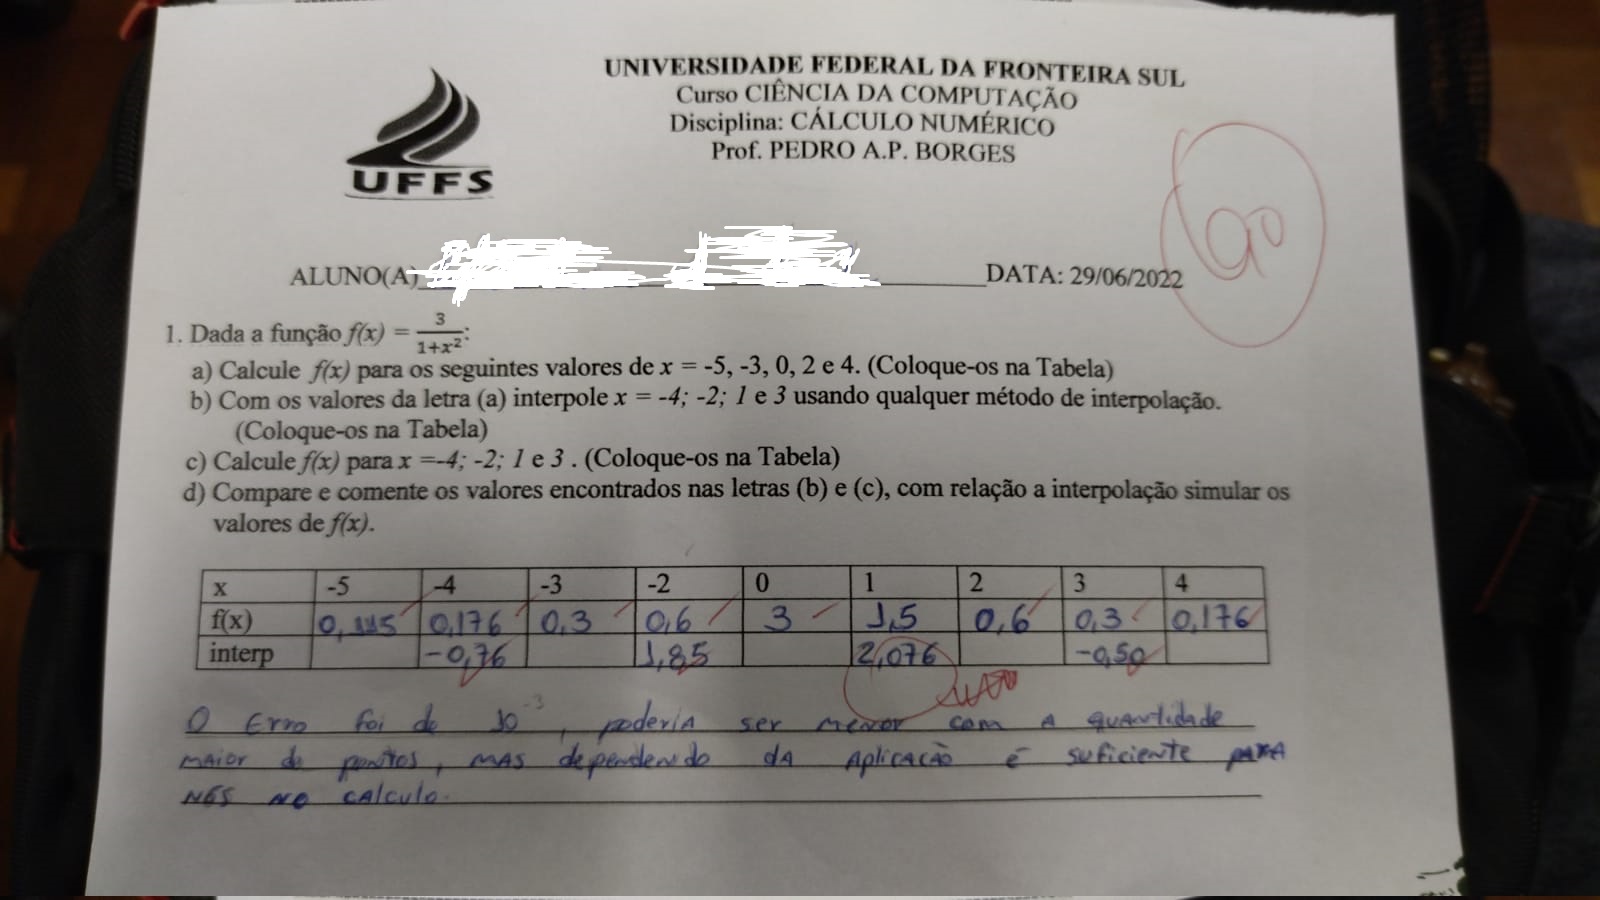 UNIVERSIDADE FEDERAL DA FRONTEIRA SUL
Curso CIÊNCIA DA COMPUTAÇÃO
Disciplina: CÁLCULO NUMÉRICO
Prof. PEDRO A.P. BORGES
UFFS
ALUNO(A) DATA: 29/06/2022
1. Dada a função f(x) = 3/(1+x²):
a) Calcule f(x) para os seguintes valores de x = -5, -3, 0, 2 e 4. (Coloque-os na Tabela)
b) Com os valores da letra (a) interpole x = -4; -2; 1 e 3 usando qualquer método de interpolação.
(Coloque-os na Tabela)
c) Calcule f(x) para x =-4; -2; 1 e 3 . (Coloque-os na Tabela)
d) Compare e comente os valores encontrados nas letras (b) e (c), com relação a interpolação simular os
valores de f(x).
x -5 -4 -3 -2 0 1 2 3 4
f(x) 0,115 0,176 0,3 0,6 3 1,5 0,6 0,3 0,176
interp -0,76 1,85 2,076 -0,50
O Erro foi de 10⁻³, poderia ser menor com a quantidade
maior de pontos, mas dependendo da Aplicação é suficiente para
nós no calculo.